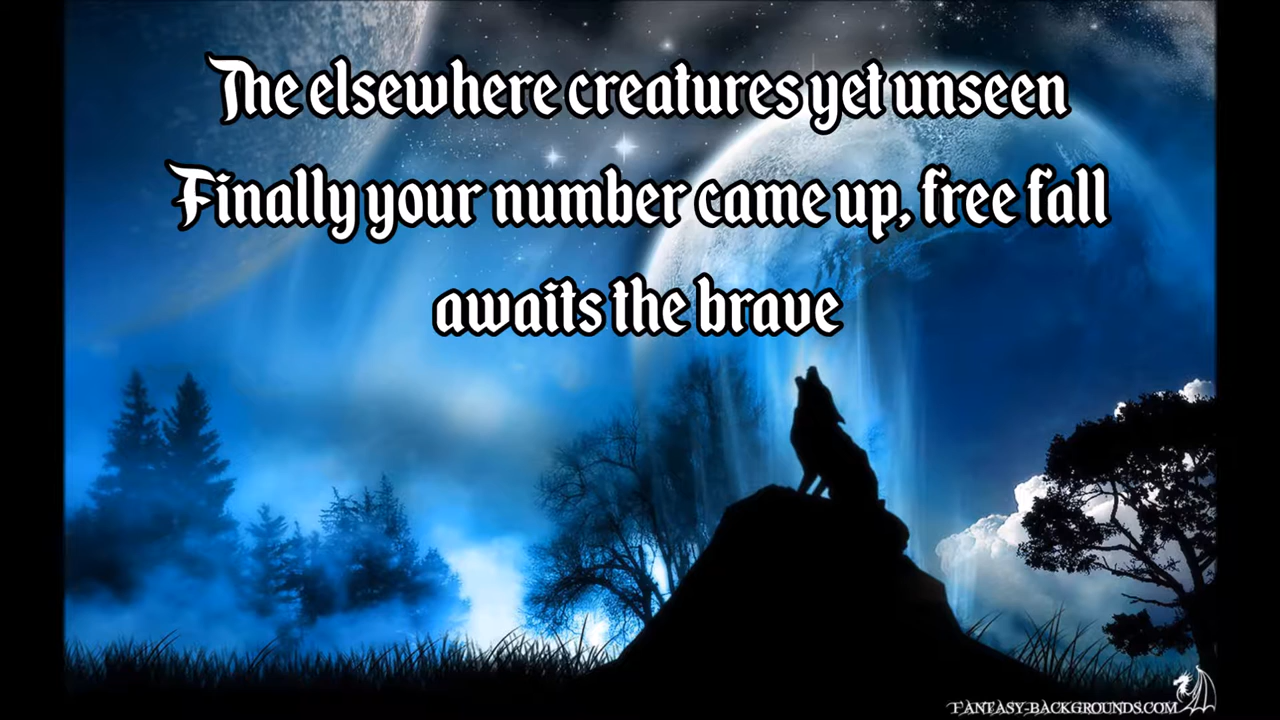 The elsewhere creatures yet unseen
Finally your number came up, free fall
awaits the brave
FANTASY-BACKGROUNDS.COM